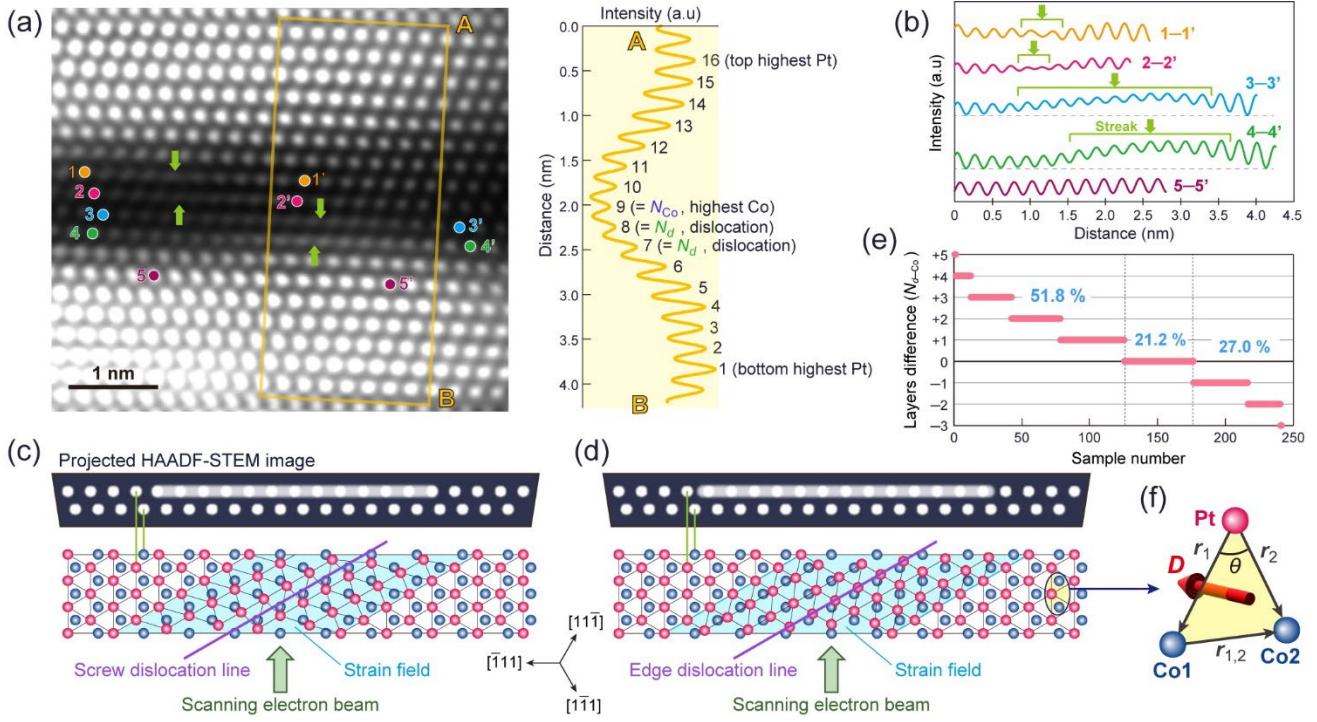 (a)
A
1
1'
2
2'
3
3'
4
4'
5
5'
1 nm
B
Intensity (a.u)
0.0
0.5
1.0
1.5
2.0
2.5
3.0
3.5
4.0
Distance (nm)
A
16 (top highest Pt)
15
14
13
12
11
10
9 (= N_Co , highest Co)
8 (= N_d , dislocation)
7 (= N_d , dislocation)
6
5
4
3
2
1 (bottom highest Pt)
B
(b)
Intensity (a.u)
1–1'
2–2'
3–3'
Streak
4–4'
5–5'
0.0 0.5 1.0 1.5 2.0 2.5 3.0 3.5 4.0 4.5
Distance (nm)
(e)
Layers difference (N_d–Co)
+5
+4
+3
+2
+1
0
–1
–2
–3
51.8 %
21.2 %
27.0 %
0 50 100 150 200 250
Sample number
(c)
Projected HAADF-STEM image
Screw dislocation line
Strain field
Scanning electron beam
[1̄11]
[111̄]
[11̄1]
(d)
Edge dislocation line
Strain field
Scanning electron beam
(f)
Pt
r₁
r₂
θ
D
Co1
Co2
r₁,₂